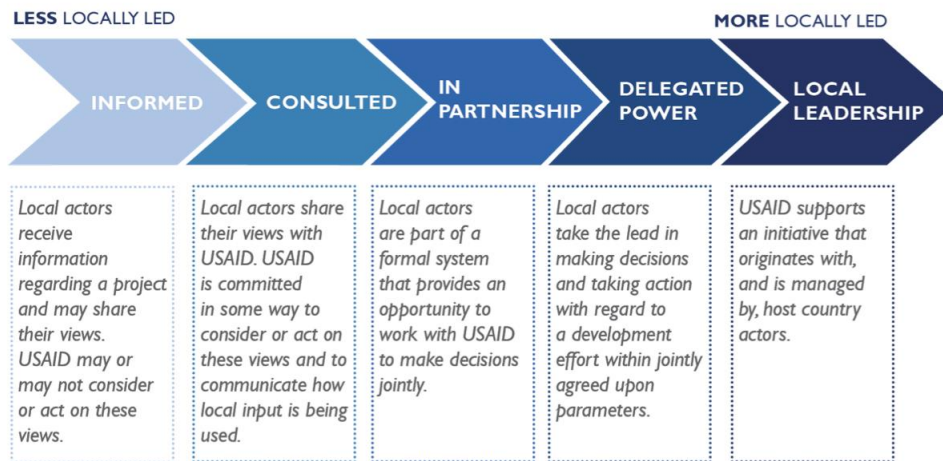 LESS LOCALLY LED
MORE LOCALLY LED
INFORMED
CONSULTED
IN
PARTNERSHIP
DELEGATED
POWER
LOCAL
LEADERSHIP
Local actors
receive
information
regarding a project
and may share
their views.
USAID may or
may not consider
or act on these
views.
Local actors share
their views with
USAID. USAID
is committed
in some way to
consider or act on
these views and to
communicate how
local input is being
used.
Local actors
are part of a
formal system
that provides an
opportunity to
work with USAID
to make decisions
jointly.
Local actors
take the lead in
making decisions
and taking action
with regard to
a development
effort within jointly
agreed upon
parameters.
USAID supports
an initiative that
originates with,
and is managed
by, host country
actors.